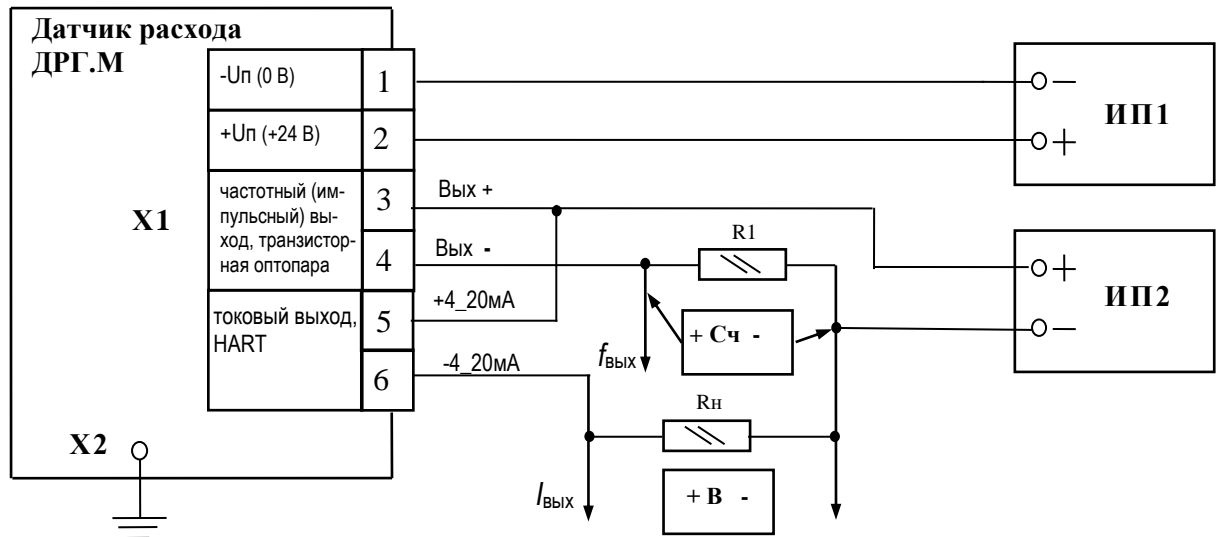 Датчик расхода
ДРГ.М
-Uп (0 В)
1
+Uп (+24 В)
2
X1
частотный (им-
пульсный) вы-
ход, транзистор-
ная оптопара
3
4
токовый выход,
HART
5
6
X2
Вых +
Вых -
+4_20мА
-4_20мА
R1
+ Сч -
fвых
Rн
Iвых
+ В -
ИП1
−
+
ИП2
+
−